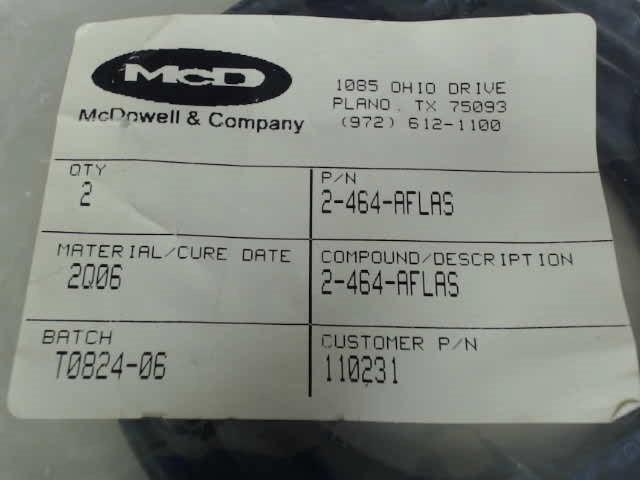 McD
McDowell & Company
1085 OHIO DRIVE
PLANO, TX 75093
(972) 612-1100
QTY
2
P/N
2-464-AFLAS
MATERIAL/CURE DATE
2Q06
COMPOUND/DESCRIPTION
2-464-AFLAS
BATCH
T0824-06
CUSTOMER P/N
110231